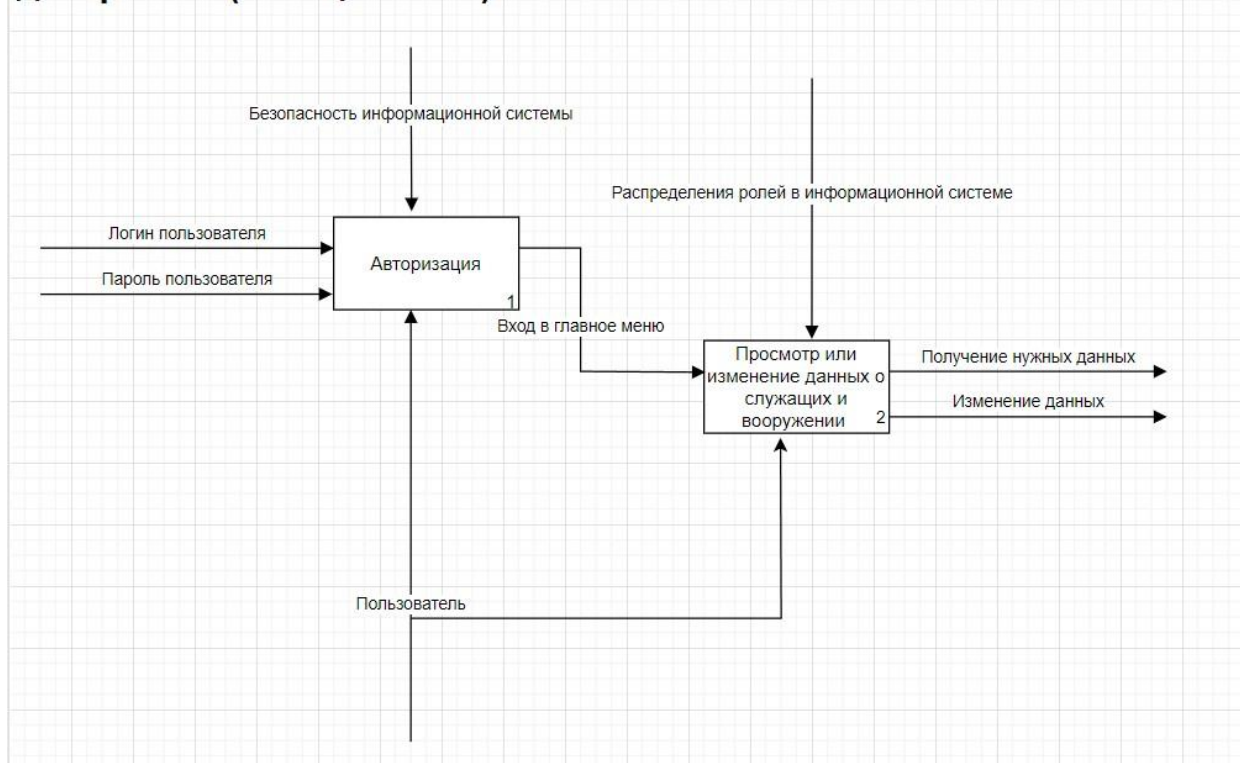 Безопасность информационной системы
Распределения ролей в информационной системе
Логин пользователя
Пароль пользователя
Авторизация
1
Вход в главное меню
Просмотр или
изменение данных о
служащих и
вооружении
2
Получение нужных данных
Изменение данных
Пользователь